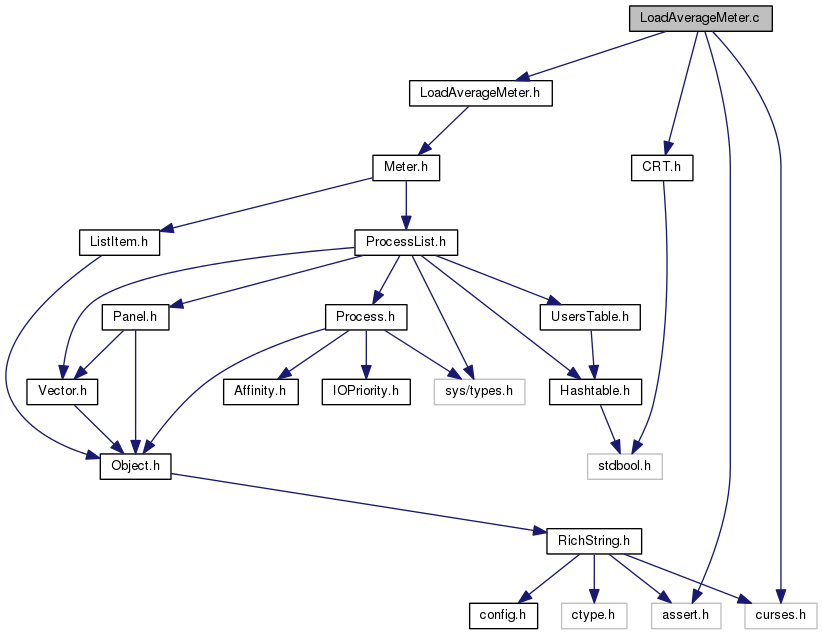 LoadAverageMeter.c
LoadAverageMeter.h
Meter.h
CRT.h
ListItem.h
ProcessList.h
Panel.h
Process.h
UsersTable.h
Vector.h
Affinity.h
IOPriority.h
sys/types.h
Hashtable.h
Object.h
stdbool.h
RichString.h
config.h
ctype.h
assert.h
curses.h